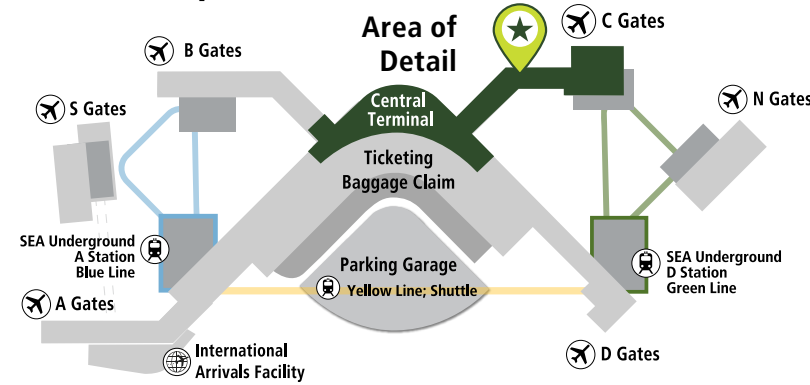 Area of
Detail
C Gates
B Gates
Central
Terminal
N Gates
S Gates
Ticketing
Baggage Claim
SEA Underground
A Station
Blue Line
Parking Garage
Yellow Line; Shuttle
SEA Underground
D Station
Green Line
A Gates
International
Arrivals Facility
D Gates